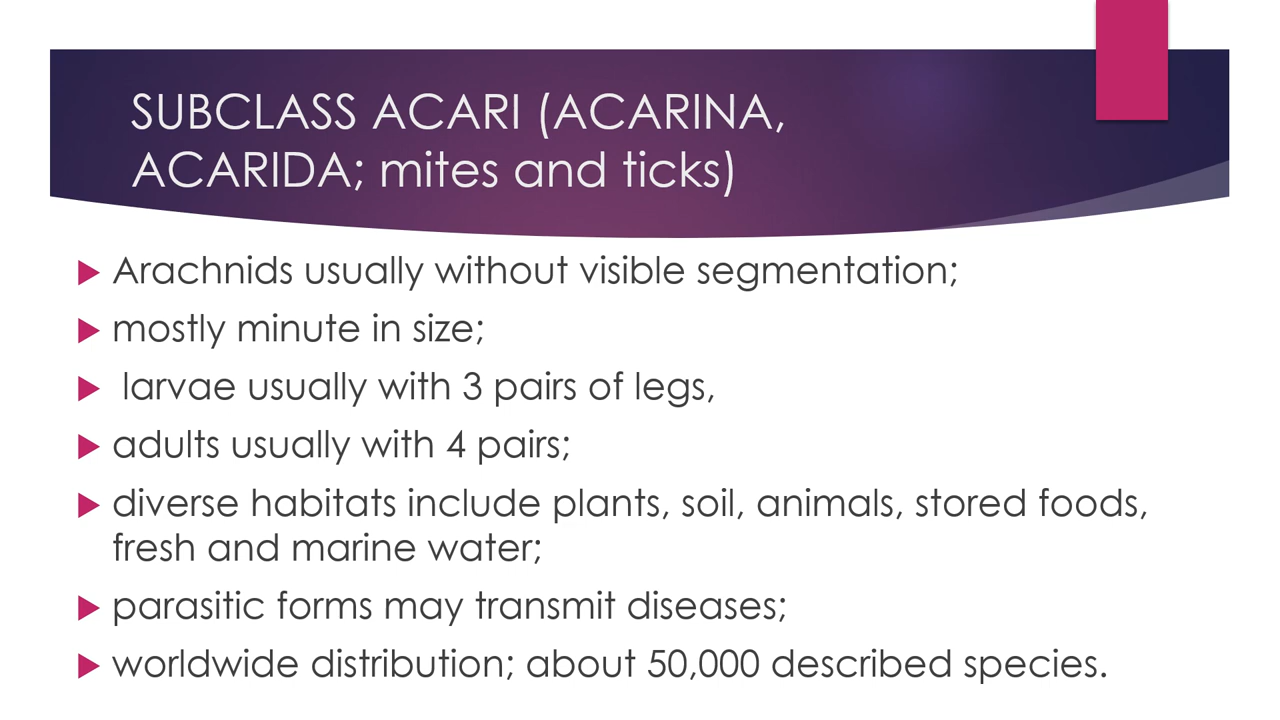 SUBCLASS ACARI (ACARINA,
ACARIDA; mites and ticks)
Arachnids usually without visible segmentation;
mostly minute in size;
larvae usually with 3 pairs of legs,
adults usually with 4 pairs;
diverse habitats include plants, soil, animals, stored foods,
fresh and marine water;
parasitic forms may transmit diseases;
worldwide distribution; about 50,000 described species.